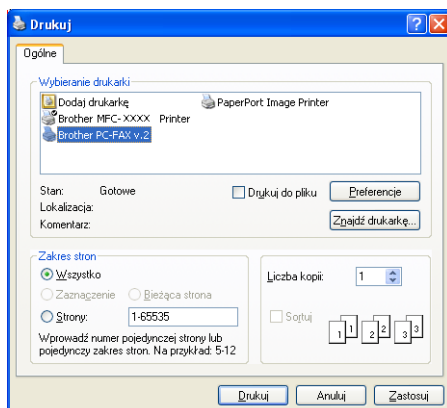 Drukuj
Ogólne
Wybieranie drukarki
Dodaj drukarkę PaperPort Image Printer
Brother MFC-XXXX Printer
Brother PC-FAX v.2
Stan: Gotowe Drukuj do pliku Preferencje
Lokalizacja:
Komentarz: Znajdź drukarkę...
Zakres stron
Wszystko Liczba kopii: 1
Zaznaczenie Bieżąca strona
Strony: 1-65535 Sortuj
Wprowadź numer pojedynczej strony lub
pojedynczy zakres stron. Na przykład: 5-12
1 1 2 2 3 3
Drukuj Anuluj Zastosuj